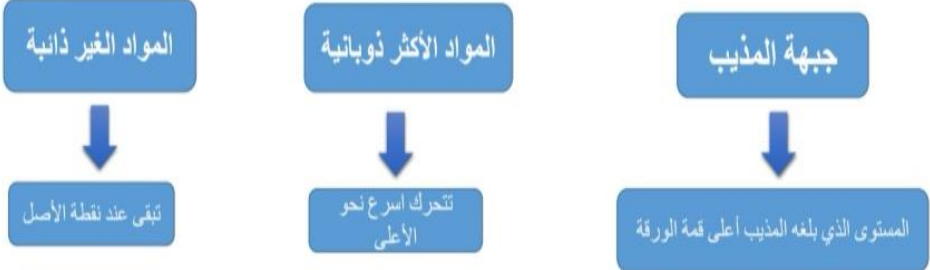 جبهة المذيب
المستوى الذي بلغه المذيب أعلى قمة الورقة
المواد الأكثر ذوبانية
تتحرك اسرع نحو
الأعلى
المواد الغير ذائبة
تبقى عند نقطة الأصل